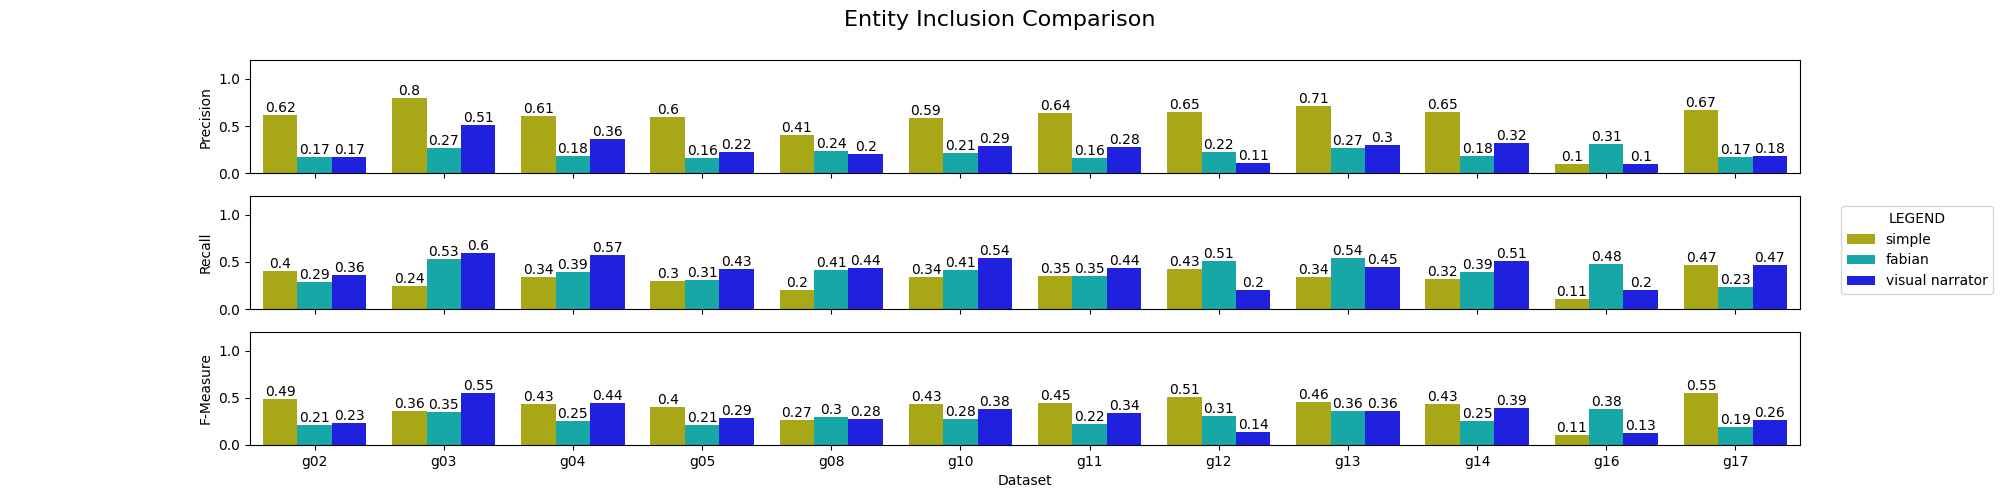 Entity Inclusion Comparison
Precision
1.0
0.5
0.0
0.62 0.17 0.17 0.8 0.27 0.51 0.61 0.18 0.36 0.6 0.16 0.22 0.41 0.24 0.2 0.59 0.21 0.29 0.64 0.16 0.28 0.65 0.22 0.11 0.71 0.27 0.3 0.65 0.18 0.32 0.1 0.31 0.1 0.67 0.17 0.18
Recall
1.0
0.5
0.0
0.4 0.29 0.36 0.24 0.53 0.6 0.34 0.39 0.57 0.3 0.31 0.43 0.2 0.41 0.44 0.34 0.41 0.54 0.35 0.35 0.44 0.43 0.51 0.2 0.34 0.54 0.45 0.32 0.39 0.51 0.11 0.48 0.2 0.47 0.23 0.47
F-Measure
1.0
0.5
0.0
0.49 0.21 0.23 0.36 0.35 0.55 0.43 0.25 0.44 0.4 0.21 0.29 0.27 0.3 0.28 0.43 0.28 0.38 0.45 0.22 0.34 0.51 0.31 0.14 0.46 0.36 0.36 0.43 0.25 0.39 0.11 0.38 0.13 0.55 0.19 0.26
g02 g03 g04 g05 g08 g10 g11 g12 g13 g14 g16 g17
Dataset
LEGEND
simple
fabian
visual narrator